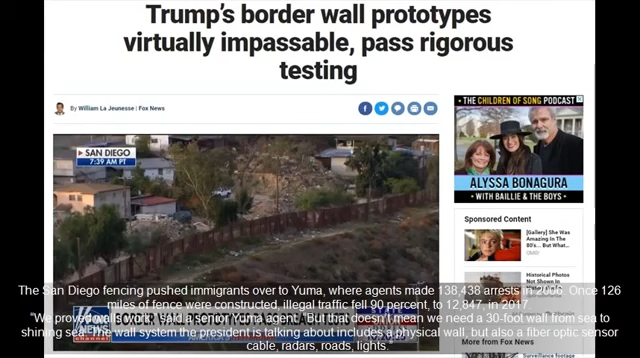 Trump's border wall prototypes
virtually impassable, pass rigorous
testing
By William La Jeunesse | Fox News
SAN DIEGO
7:39 AM PT
• THE CHILDREN OF SONG PODCAST
ALYSSA BONAGURA
• WITH BAILLIE & THE BOYS •
Sponsored Content
[Gallery] She Was
Amazing In The
80's... But What...
Historical Photos
Not Shown In
The San Diego fencing pushed immigrants over to Yuma, where agents made 138,438 arrests in 2005. Once 126
miles of fence were constructed, illegal traffic fell 90 percent, to 12,847, in 2017.
"We proved walls work," said a senior Yuma agent. "But that doesn't mean we need a 30-foot wall from sea to
shining sea. The wall system the president is talking about includes a physical wall, but also a fiber optic sensor
cable, radars, roads, lights."
NEWS
More from Fox News
Surveillance footage